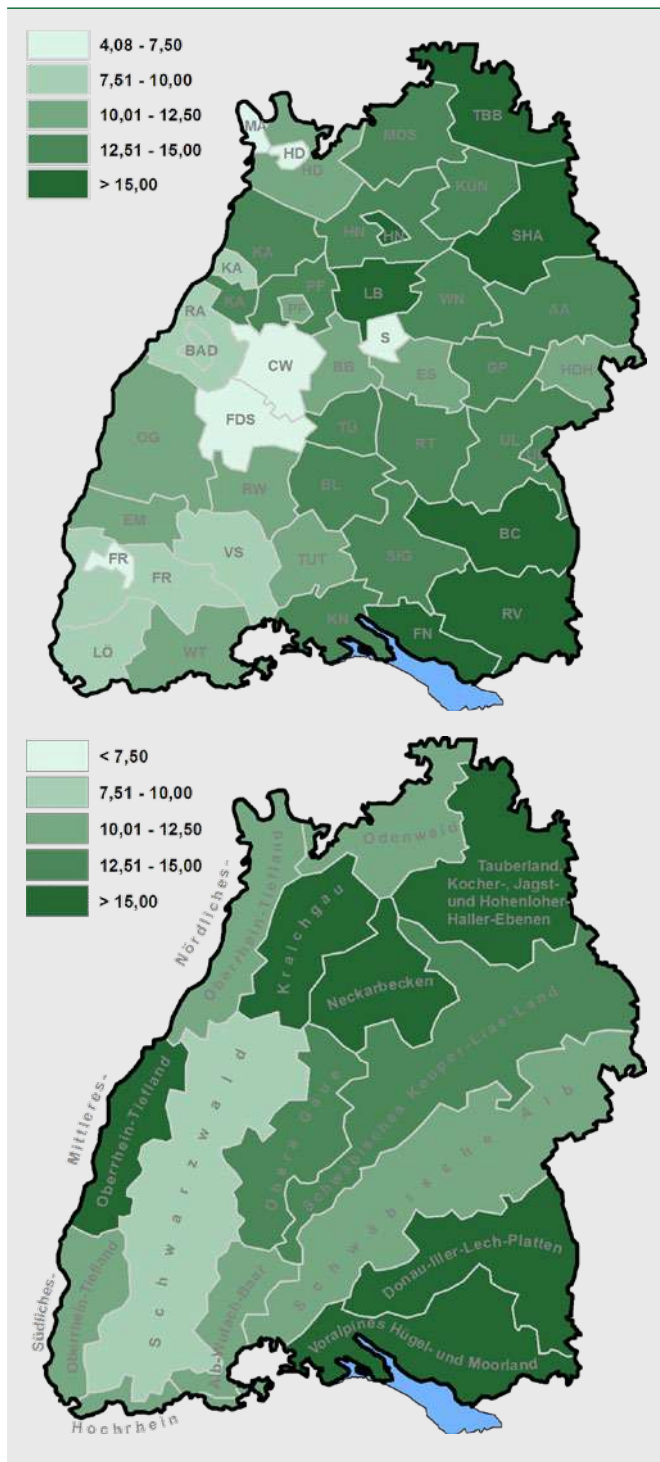 4,08 - 7,50
7,51 - 10,00
10,01 - 12,50
12,51 - 15,00
> 15,00
MA
HD
HD
MOS
TBB
KÜN
KA
HN
HN
SHA
KA
KA
PF
PF
LB
WN
AA
RA
BAD
CW
BB
S
ES
GP
HDH
FDS
OG
TÜ
RT
UL
UL
RW
BL
EM
FR
FR
VS
TUT
SIG
BC
LÖ
WT
KN
FN
RV
< 7,50
7,51 - 10,00
10,01 - 12,50
12,51 - 15,00
> 15,00
Odenwald
Tauberland,
Kocher-, Jagst-
und Hohenloher-
Haller-Ebenen
Nördliches-
Oberrhein-Tiefland
Kraichgau
Neckarbecken
Schwäbisches Keuper-Lias-Land
Mittleres-
Oberrhein-Tiefland
Schwarzwald
Obere Gäue
Schwäbische Alb
Donau-Iller-Lech-Platten
Südliches-
Oberrhein-Tiefland
Alb-Wutach-Baar
Voralpines Hügel- und Moorland
Hochrhein